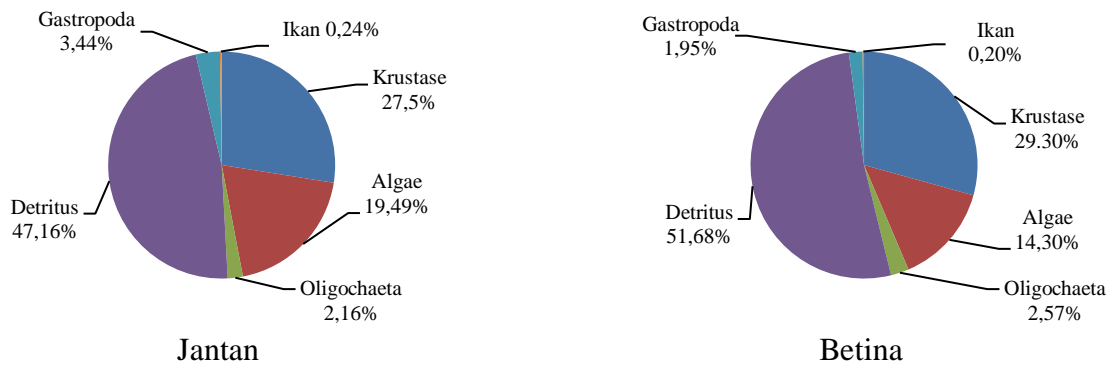 Gastropoda
3,44%
Ikan 0,24%
Krustase
27,5%
Algae
19,49%
Oligochaeta
2,16%
Detritus
47,16%
Jantan
Gastropoda
1,95%
Ikan
0,20%
Krustase
29.30%
Algae
14,30%
Oligochaeta
2,57%
Detritus
51,68%
Betina